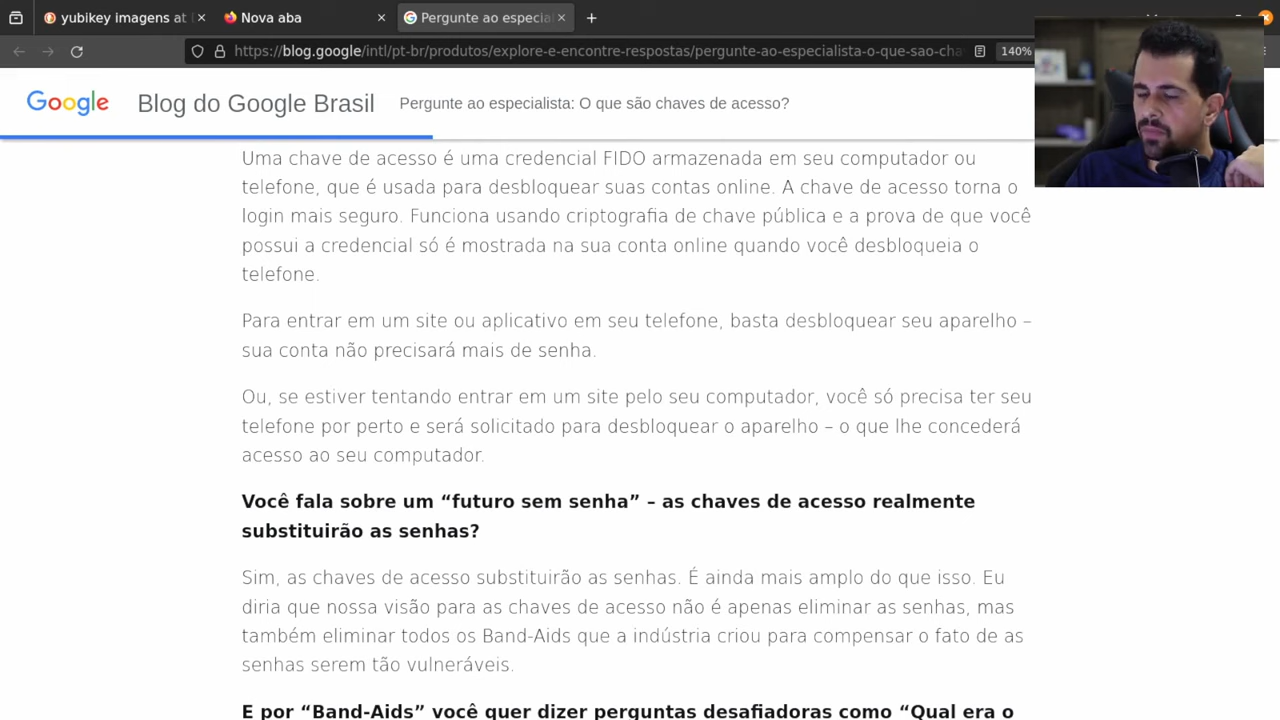 yubikey imagens at
Nova aba
Pergunte ao especia
https://blog.google/intl/pt-br/produtos/explore-e-encontre-respostas/pergunte-ao-especialista-o-que-sao-cha
140%
Google
Blog do Google Brasil
Pergunte ao especialista: O que são chaves de acesso?
Uma chave de acesso é uma credencial FIDO armazenada em seu computador ou
telefone, que é usada para desbloquear suas contas online. A chave de acesso torna o
login mais seguro. Funciona usando criptografia de chave pública e a prova de que você
possui a credencial só é mostrada na sua conta online quando você desbloqueia o
telefone.
Para entrar em um site ou aplicativo em seu telefone, basta desbloquear seu aparelho –
sua conta não precisará mais de senha.
Ou, se estiver tentando entrar em um site pelo seu computador, você só precisa ter seu
telefone por perto e será solicitado para desbloquear o aparelho – o que lhe concederá
acesso ao seu computador.
Você fala sobre um “futuro sem senha” – as chaves de acesso realmente
substituirão as senhas?
Sim, as chaves de acesso substituirão as senhas. É ainda mais amplo do que isso. Eu
diria que nossa visão para as chaves de acesso não é apenas eliminar as senhas, mas
também eliminar todos os Band-Aids que a indústria criou para compensar o fato de as
senhas serem tão vulneráveis.
E por “Band-Aids” você quer dizer perguntas desafiadoras como “Qual era o